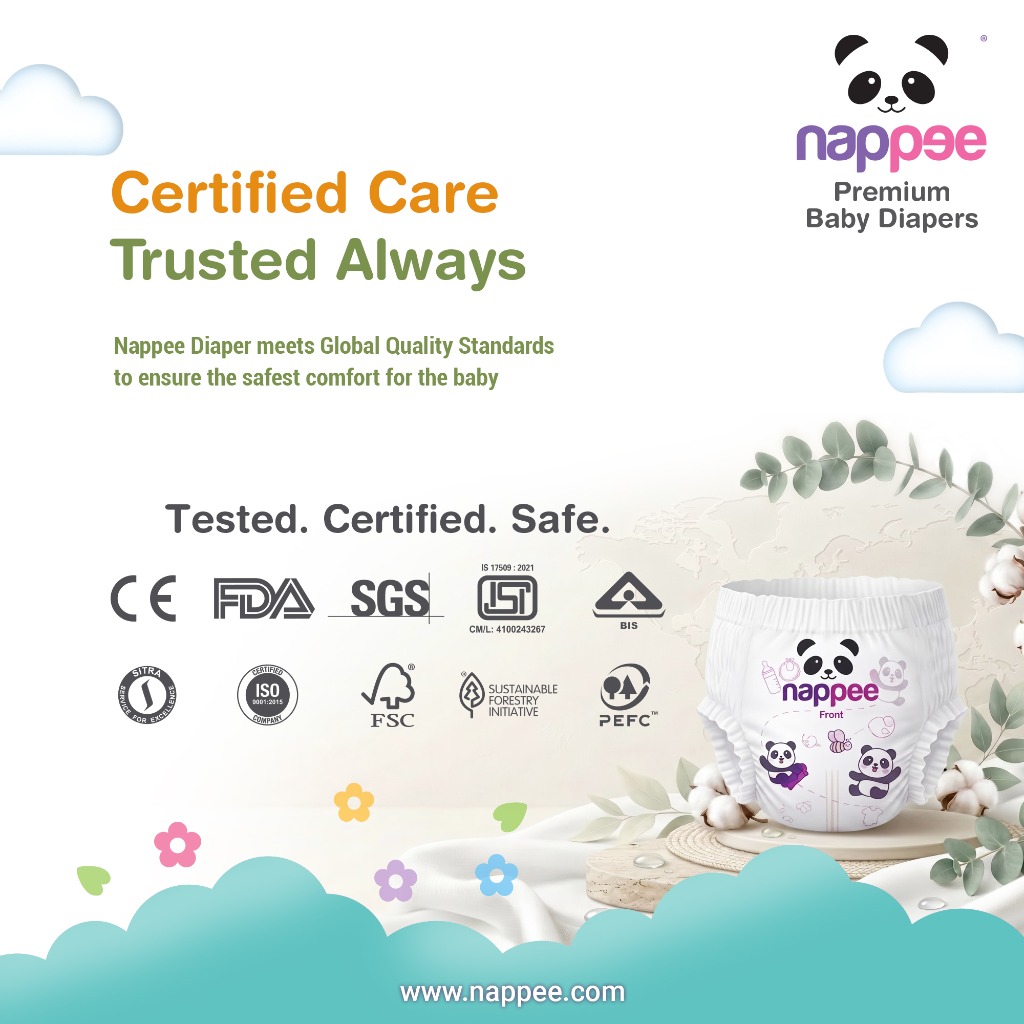 ®
nappee
Premium
Baby Diapers
Certified Care
Trusted Always
Nappee Diaper meets Global Quality Standards
to ensure the safest comfort for the baby
Tested. Certified. Safe.
CE
FDA
SGS
IS 17509 : 2021
ISI
CM/L: 4100243267
BIS
SITRA
SERVICE FOR EXCELLENCE
CERTIFIED
ISO
9001:2015
COMPANY
®
FSC
SUSTAINABLE
FORESTRY
INITIATIVE
PEFC™
nappee
Front
www.nappee.com